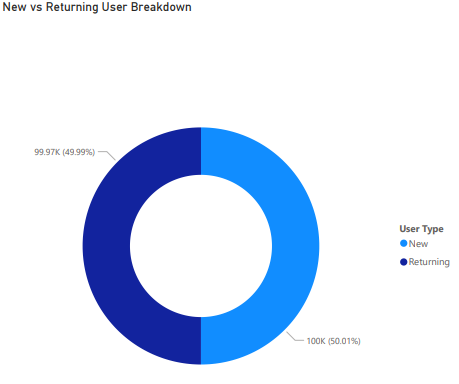 New vs Returning User Breakdown
99.97K (49.99%)
User Type
New
Returning
100K (50.01%)